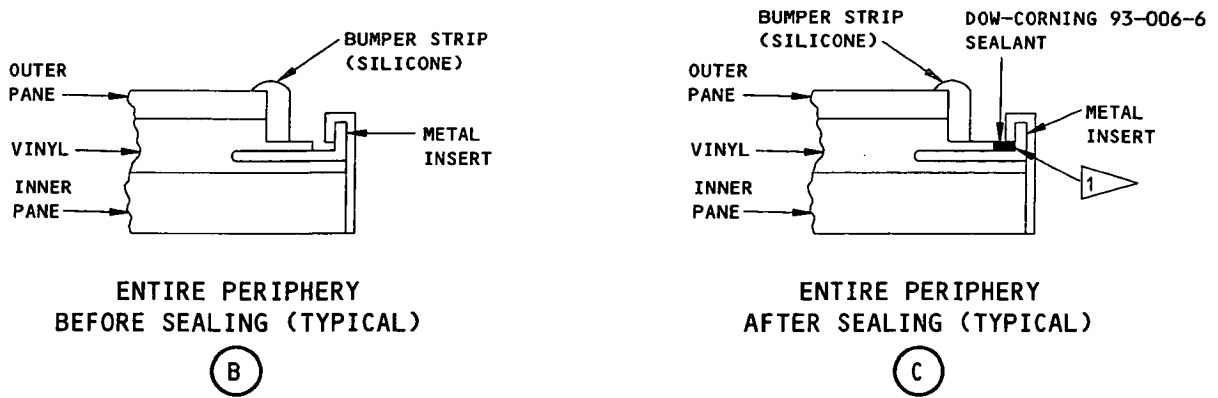 BUMPER STRIP
(SILICONE)
OUTER
PANE
VINYL
METAL
INSERT
INNER
PANE
ENTIRE PERIPHERY
BEFORE SEALING (TYPICAL)
B
BUMPER STRIP
(SILICONE)
DOW-CORNING 93-006-6
SEALANT
OUTER
PANE
METAL
INSERT
VINYL
1
INNER
PANE
ENTIRE PERIPHERY
AFTER SEALING (TYPICAL)
C